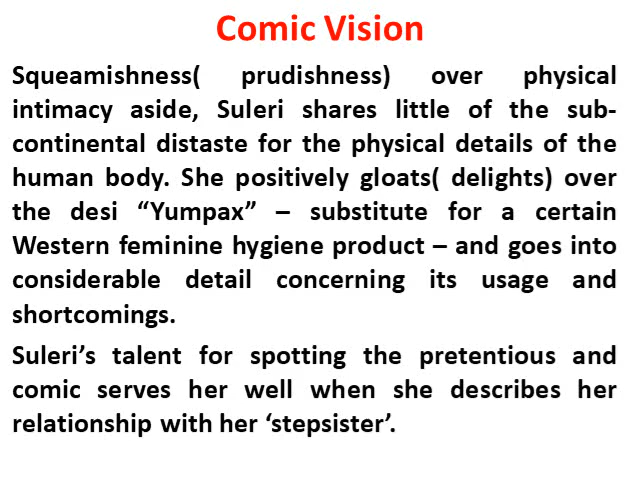 Comic Vision
Squeamishness( prudishness) over physical
intimacy aside, Suleri shares little of the sub-
continental distaste for the physical details of the
human body. She positively gloats( delights) over
the desi “Yumpax” – substitute for a certain
Western feminine hygiene product – and goes into
considerable detail concerning its usage and
shortcomings.
Suleri’s talent for spotting the pretentious and
comic serves her well when she describes her
relationship with her ‘stepsister’.